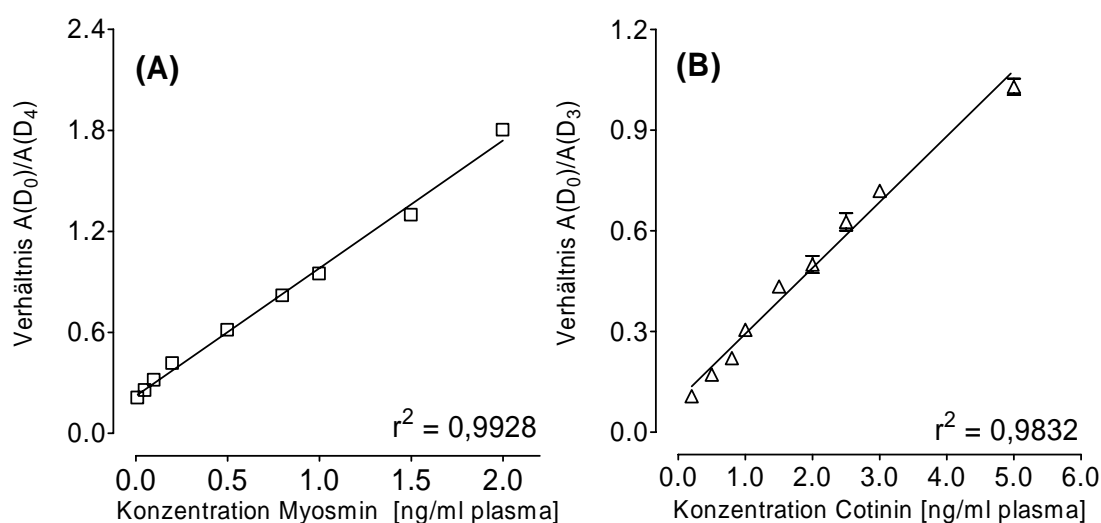 (A)
Verhältnis A(D0)/A(D4)
2.4
1.8
1.2
0.6
0.0
r2 = 0,9928
0.0 0.5 1.0 1.5 2.0
Konzentration Myosmin [ng/ml plasma]
(B)
Verhältnis A(D0)/A(D3)
1.2
0.9
0.6
0.3
0.0
r2 = 0,9832
0.0 1.0 2.0 3.0 4.0 5.0 6.0
Konzentration Cotinin [ng/ml plasma]